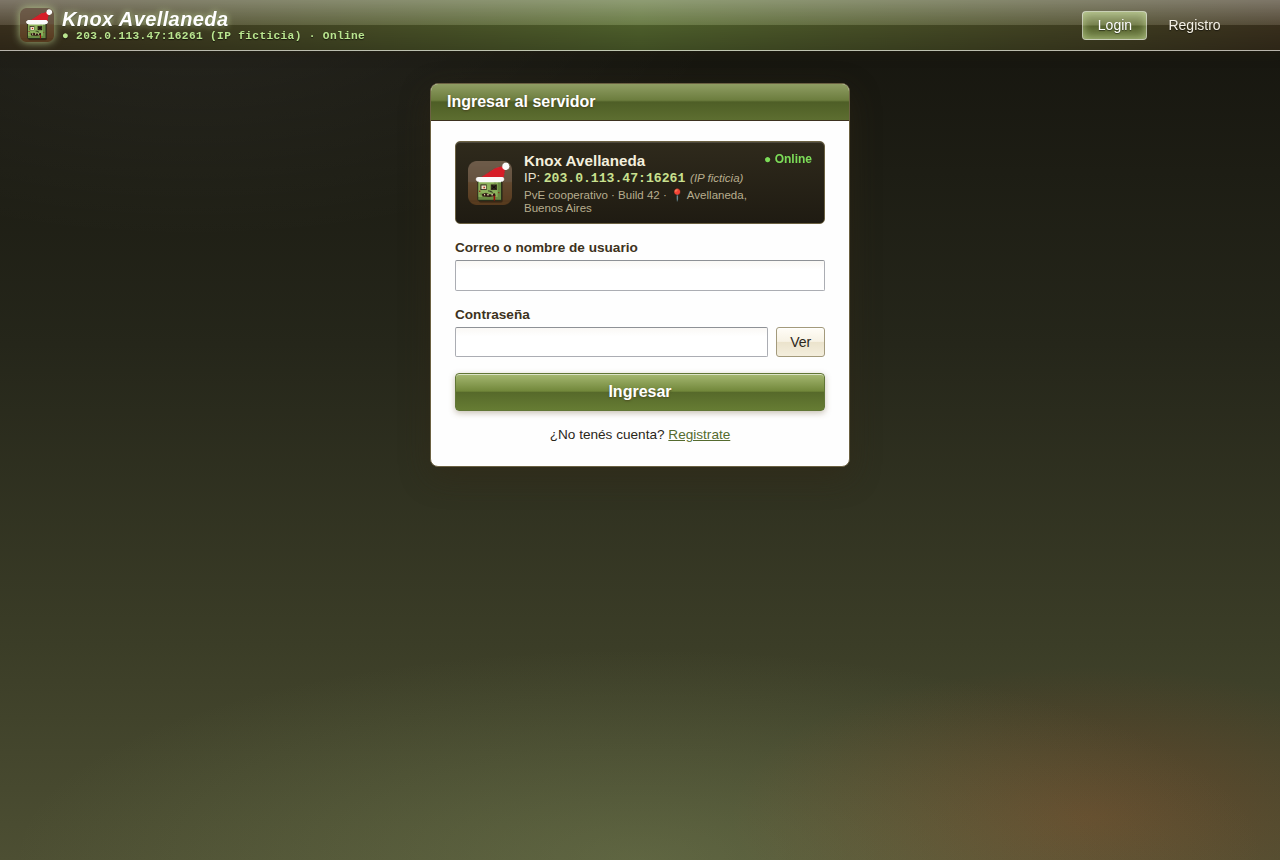 Knox Avellaneda
● 203.0.113.47:16261 (IP ficticia) · Online
Login
Registro
Ingresar al servidor
Knox Avellaneda
● Online
IP: 203.0.113.47:16261 (IP ficticia)
PvE cooperativo · Build 42 · 📍 Avellaneda,
Buenos Aires
Correo o nombre de usuario
Contraseña
Ver
Ingresar
¿No tenés cuenta? Registrate